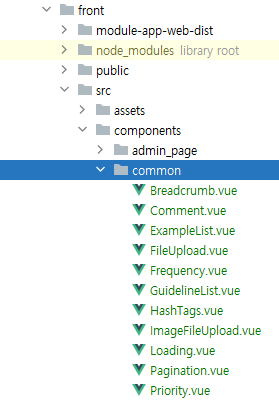 front
module-app-web-dist
node_modules library root
public
src
assets
components
admin_page
common
Breadcrumb.vue
Comment.vue
ExampleList.vue
FileUpload.vue
Frequency.vue
GuidelineList.vue
HashTags.vue
ImageFileUpload.vue
Loading.vue
Pagination.vue
Priority.vue